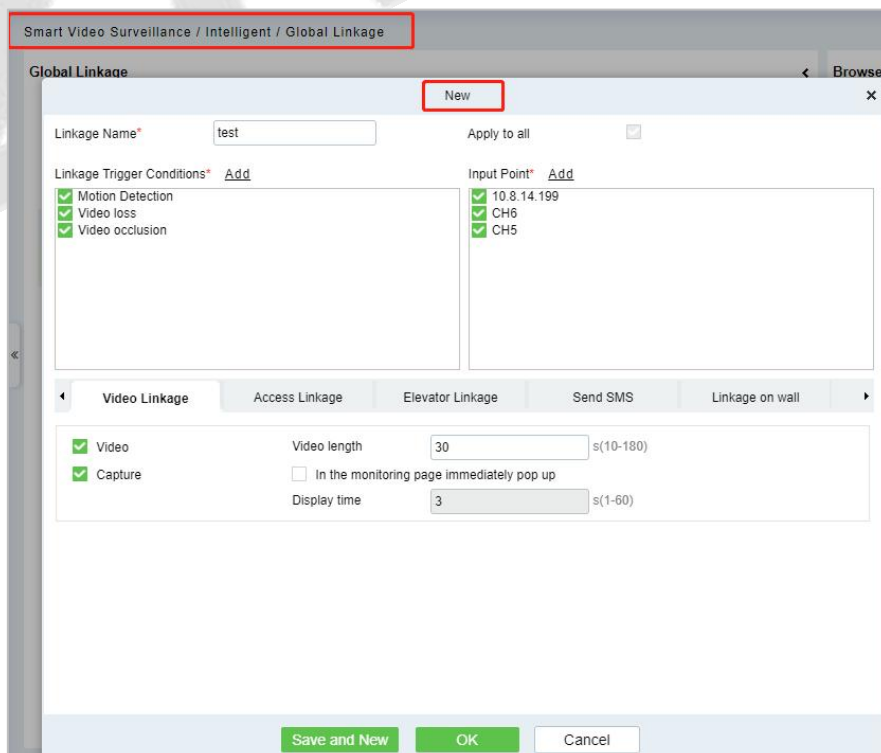 Smart Video Surveillance / Intelligent / Global Linkage
Global Linkage Browse
New
Linkage Name* test Apply to all
Linkage Trigger Conditions* Add Input Point* Add
Motion Detection 10.8.14.199
Video loss CH6
Video occlusion CH5
Video Linkage Access Linkage Elevator Linkage Send SMS Linkage on wall
Video Video length 30 s(10-180)
Capture In the monitoring page immediately pop up
Display time 3 s(1-60)
Save and New OK Cancel